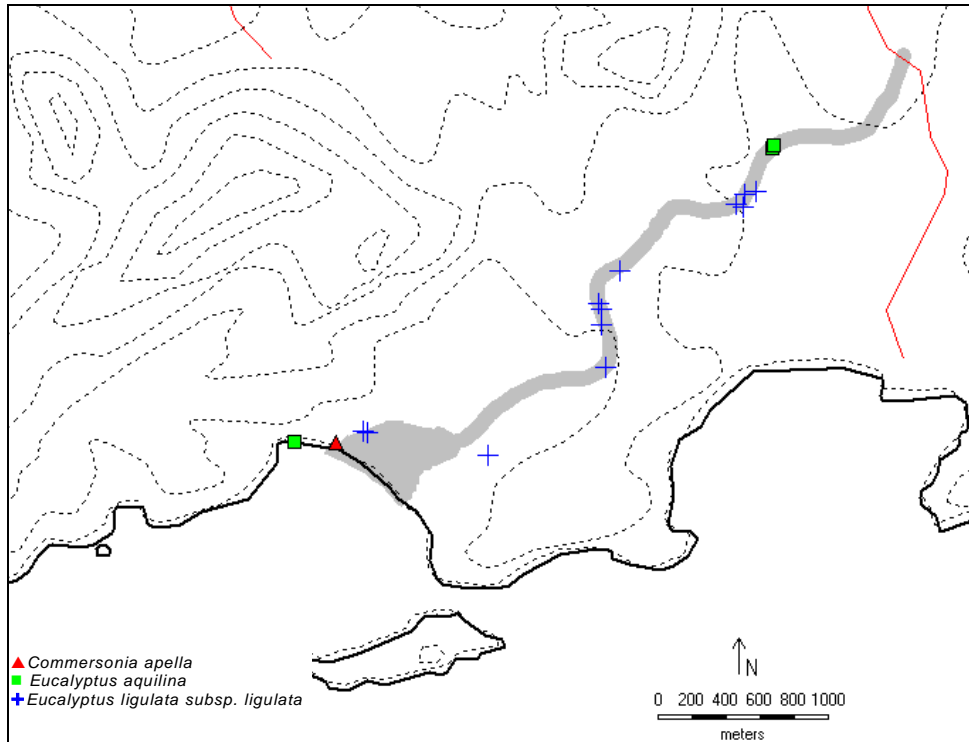 Commersonia apella
Eucalyptus aquilina
Eucalyptus ligulata subsp. ligulata
N
0 200 400 600 800 1000
meters